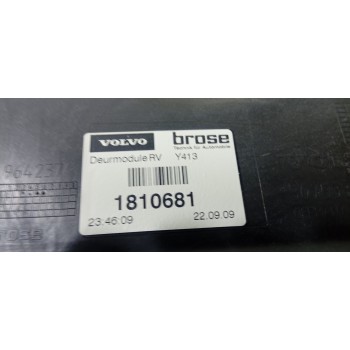 VOLVO brose
Technik für Automobile
Deurmodule RV Y413
1810681
23:46:09 22.09.09